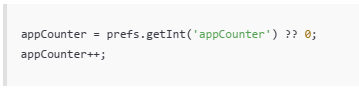 appCounter = prefs.getInt('appCounter') ?? 0;
appCounter++;